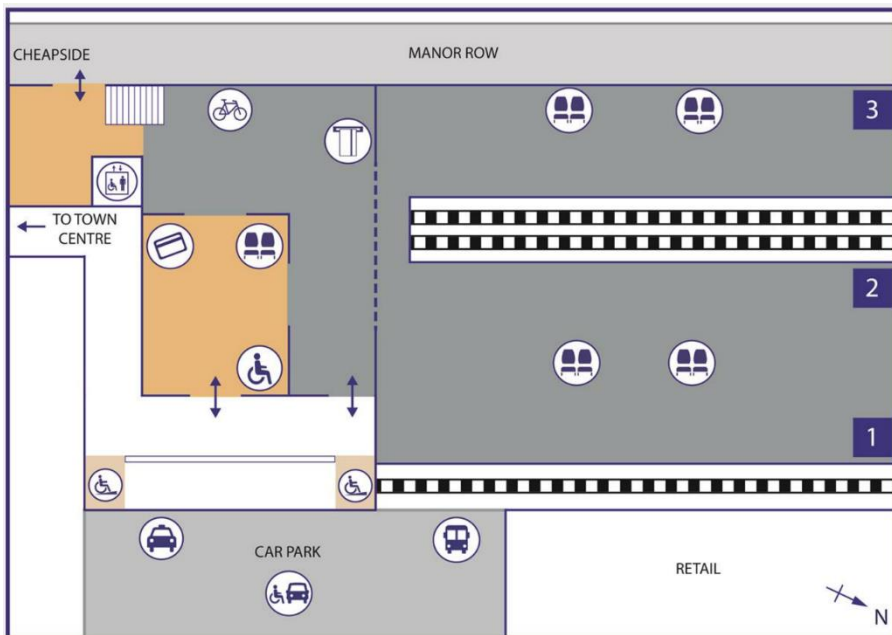 CHEAPSIDE
MANOR ROW
3
TO TOWN
CENTRE
2
1
CAR PARK
RETAIL
N